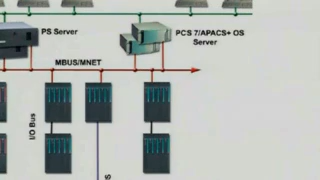 PS Server
PCS 7/APACS+ OS
Server
MBUS/MNET
I/O Bus